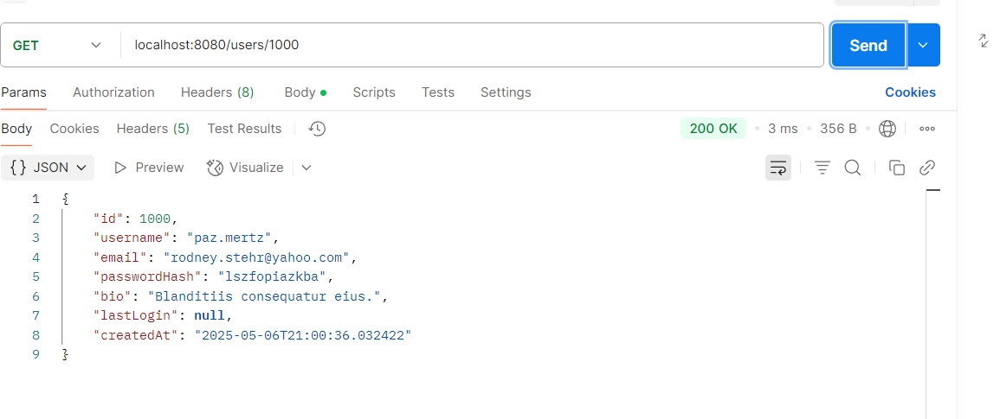 GET localhost:8080/users/1000 Send
Params Authorization Headers (8) Body Scripts Tests Settings Cookies
Body Cookies Headers (5) Test Results 200 OK 3 ms 356 B
{} JSON Preview Visualize
1 {
2 "id": 1000,
3 "username": "paz.mertz",
4 "email": "rodney.stehr@yahoo.com",
5 "passwordHash": "lszfopiazkba",
6 "bio": "Blanditiis consequatur eius.",
7 "lastLogin": null,
8 "createdAt": "2025-05-06T21:00:36.032422"
9 }